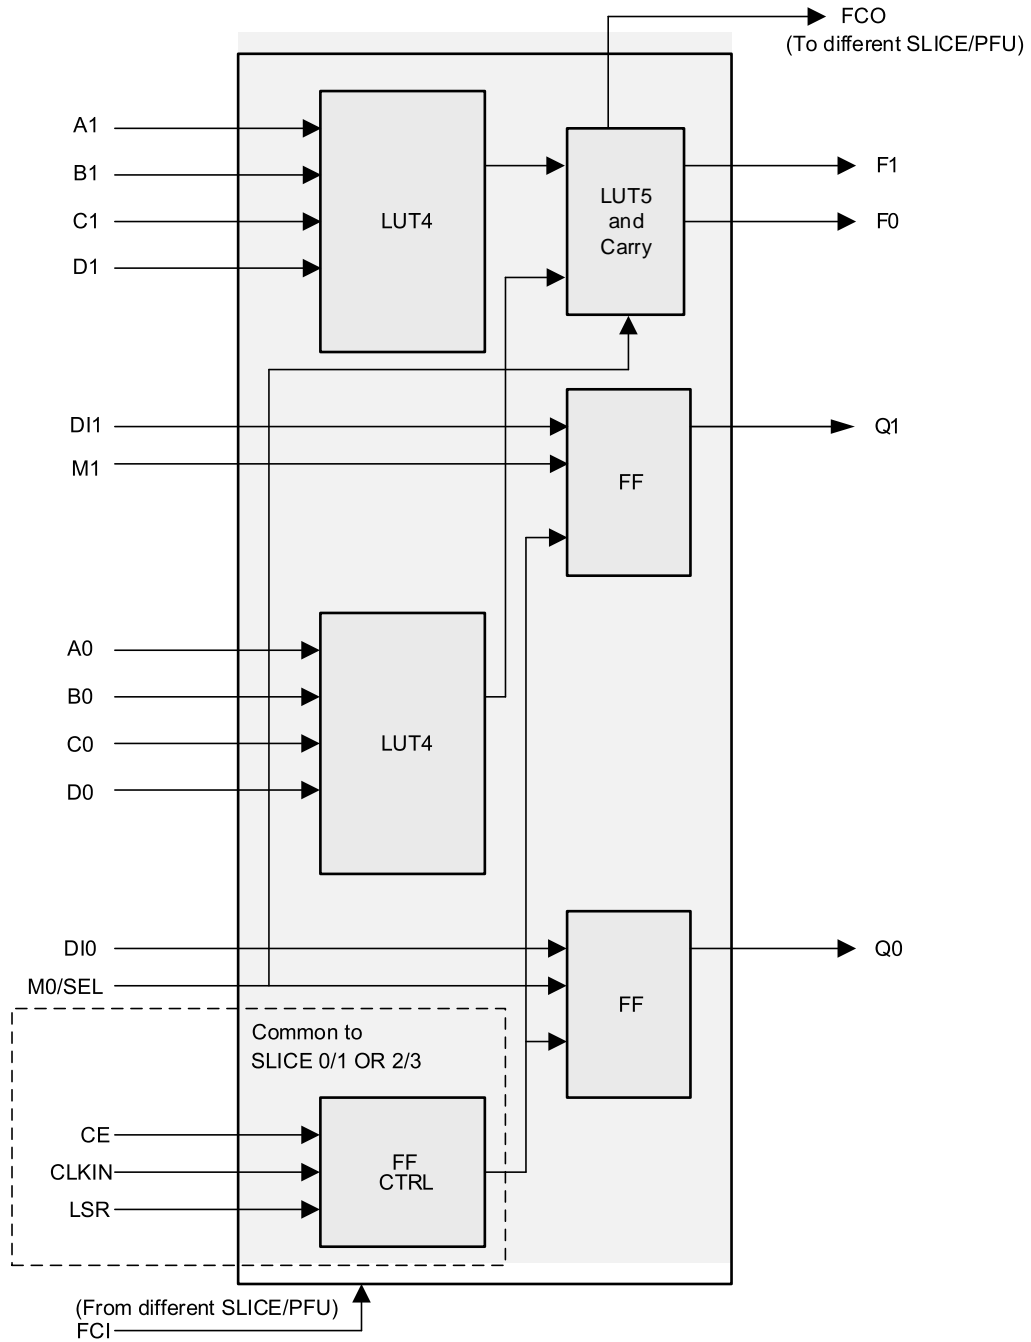 FCO
(To different SLICE/PFU)
A1
B1
C1
D1
LUT4
LUT5
and
Carry
F1
F0
DI1
M1
FF
Q1
A0
B0
C0
D0
LUT4
DI0
M0/SEL
FF
Q0
Common to
SLICE 0/1 OR 2/3
CE
CLKIN
LSR
FF
CTRL
(From different SLICE/PFU)
FCI